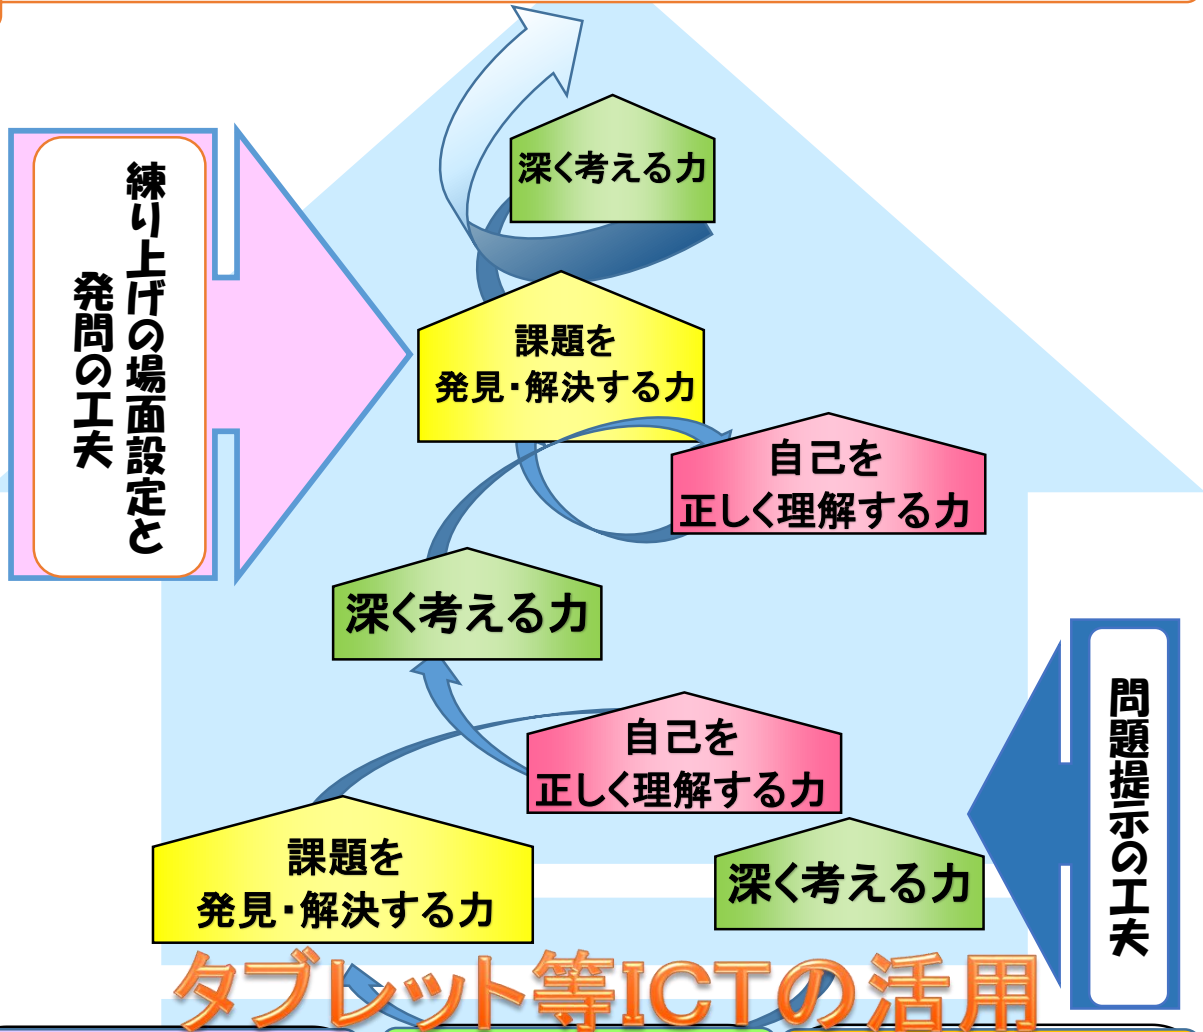 深く考える力
練り上げの場面設定と
発問の工夫
課題を
発見・解決する力
自己を
正しく理解する力
深く考える力
自己を
正しく理解する力
問題提示の工夫
課題を
発見・解決する力
深く考える力
タブレット等ICTの活用